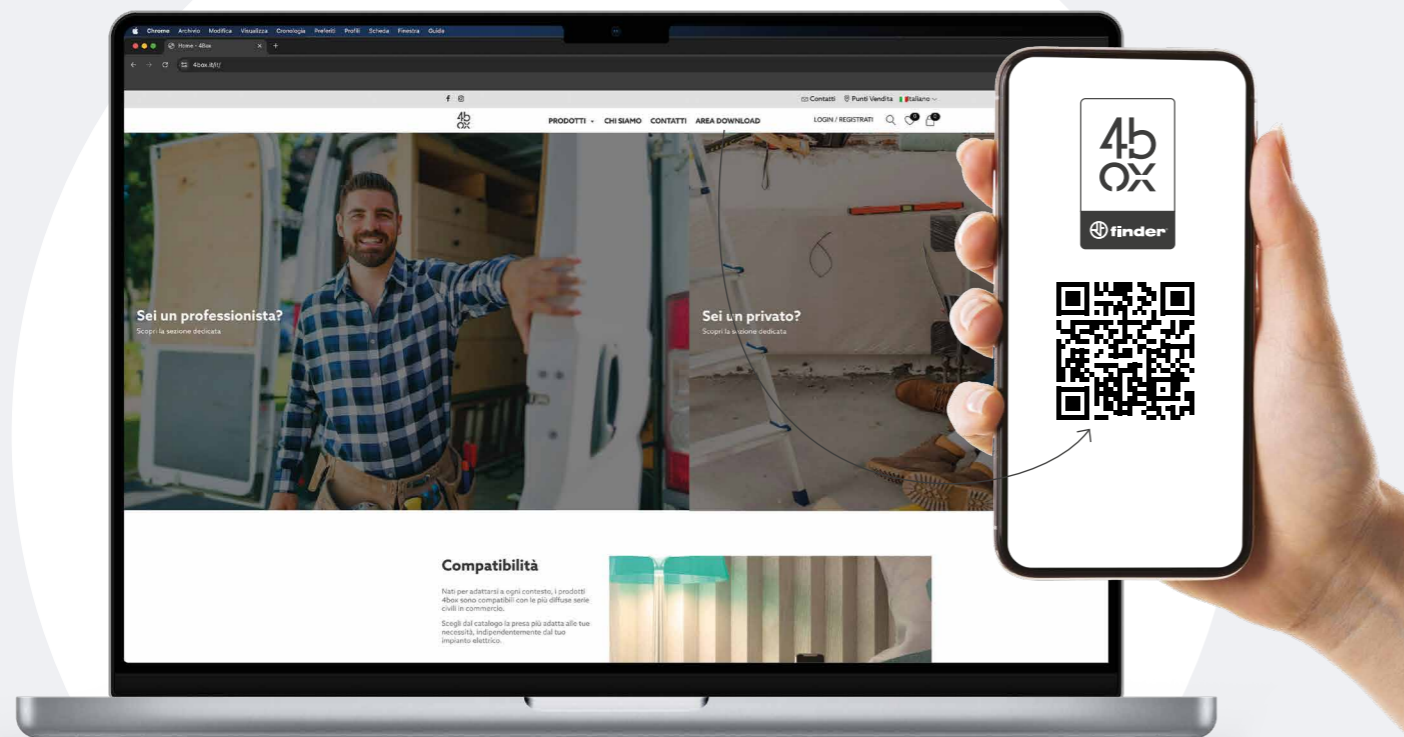 Chrome Archivio Modifica Visualizza Cronologia Preferiti Profili Scheda Finestra Guida
Home - 4Box
4box.it/it/
Contatti Punti Vendita Italiano
4b
ox
PRODOTTI CHI SIAMO CONTATTI AREA DOWNLOAD LOGIN / REGISTRATI 0 0
Sei un professionista?
Scopri la sezione dedicata
Sei un privato?
Scopri la sezione dedicata
Compatibilità
Nati per adattarsi a ogni contesto, i prodotti
4box sono compatibili con le più diffuse serie
civili in commercio.
Scegli dal catalogo la presa più adatta alle tue
necessità, indipendentemente dal tuo
impianto elettrico.
4b
ox
finder